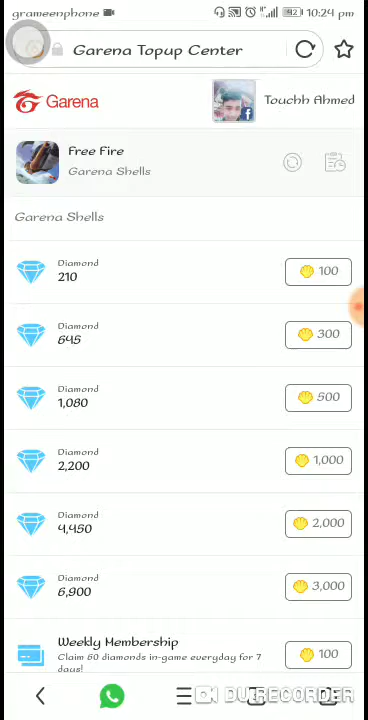 grameenphone
82
10:24 pm
Garena Topup Center
Garena
Touchh Ahmed
Free Fire
Garena Shells
Garena Shells
Diamond
210
100
Diamond
645
300
Diamond
1,080
500
Diamond
2,200
1,000
Diamond
4,450
2,000
Diamond
6,900
3,000
Weekly Membership
Claim 60 diamonds in-game everyday for 7
days!
100
DU RECORDER